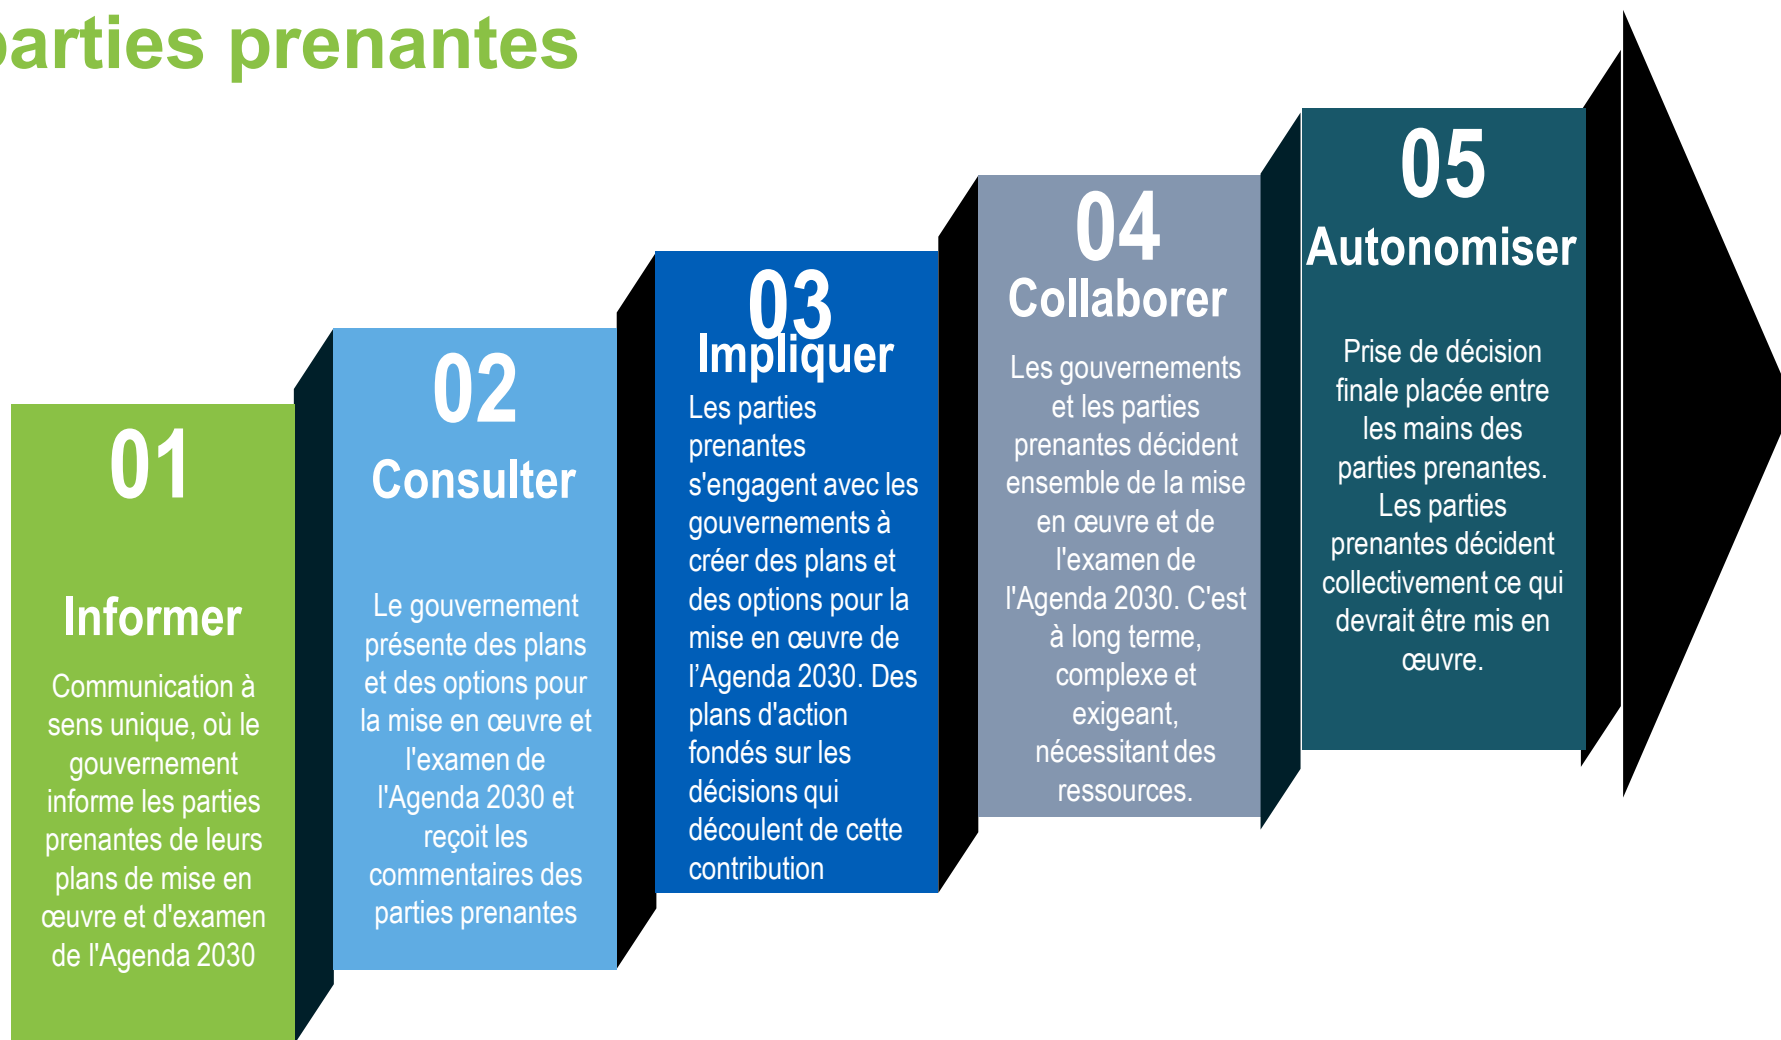 parties prenantes
01
Informer
Communication à
sens unique, où le
gouvernement
informe les parties
prenantes de leurs
plans de mise en
œuvre et d'examen
de l'Agenda 2030
02
Consulter
Le gouvernement
présente des plans
et des options pour
la mise en œuvre et
l'examen de
l'Agenda 2030 et
reçoit les
commentaires des
parties prenantes
03
Impliquer
Les parties
prenantes
s'engagent avec les
gouvernements à
créer des plans et
des options pour la
mise en œuvre de
l’Agenda 2030. Des
plans d'action
fondés sur les
décisions qui
découlent de cette
contribution
04
Collaborer
Les gouvernements
et les parties
prenantes décident
ensemble de la mise
en œuvre et de
l'examen de
l'Agenda 2030. C'est
à long terme,
complexe et
exigeant,
nécessitant des
ressources.
05
Autonomiser
Prise de décision
finale placée entre
les mains des
parties prenantes.
Les parties
prenantes décident
collectivement ce qui
devrait être mis en
œuvre.